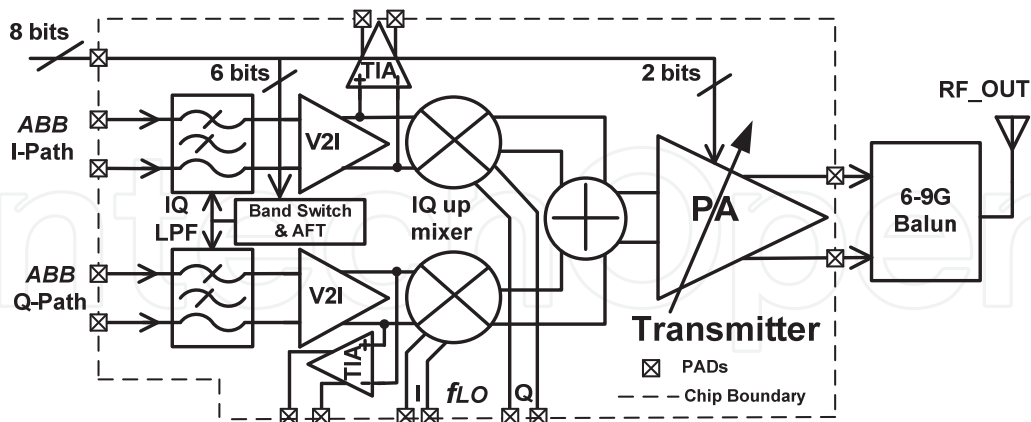 8 bits
6 bits
TIA
2 bits
RF_OUT
ABB
I-Path
V2I
IQ
LPF
Band Switch
& AFT
IQ up
mixer
PA
6-9G
Balun
ABB
Q-Path
V2I
TIA
Transmitter
PADs
Chip Boundary
I
fLO
Q